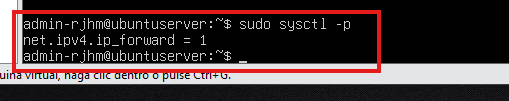 admin-rjhm@ubuntuserver:~$ sudo sysctl -p
net.ipv4.ip_forward = 1
admin-rjhm@ubuntuserver:~$ _
uina virtual, haga clic dentro o pulse Ctrl+G.